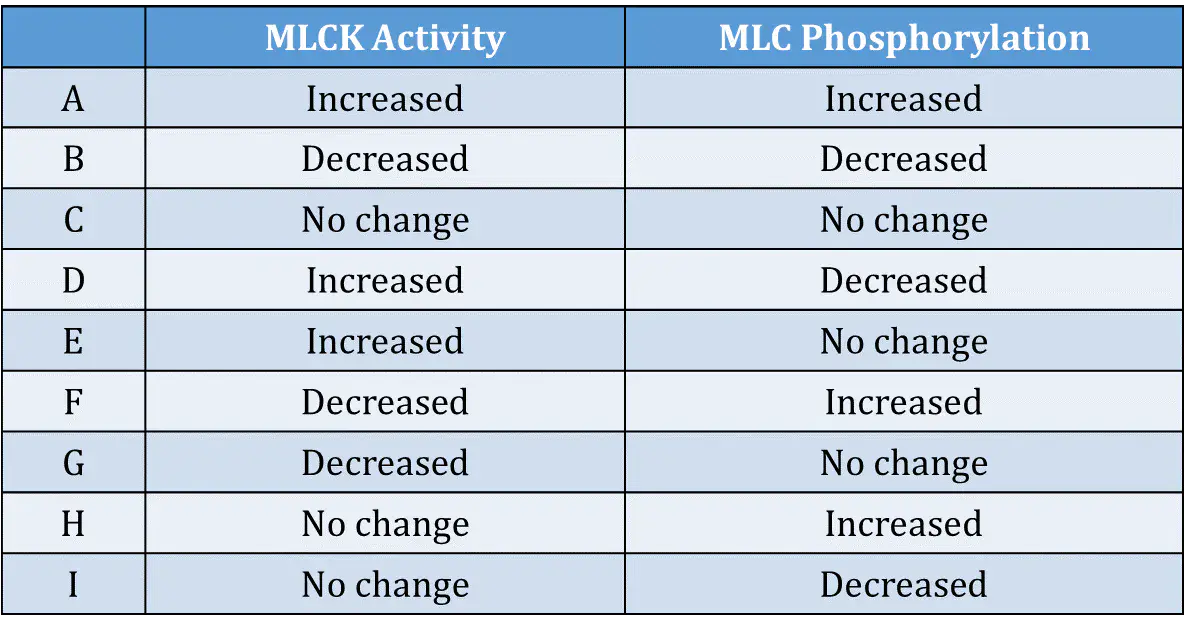 MLCK Activity MLC Phosphorylation
A Increased Increased
B Decreased Decreased
C No change No change
D Increased Decreased
E Increased No change
F Decreased Increased
G Decreased No change
H No change Increased
I No change Decreased